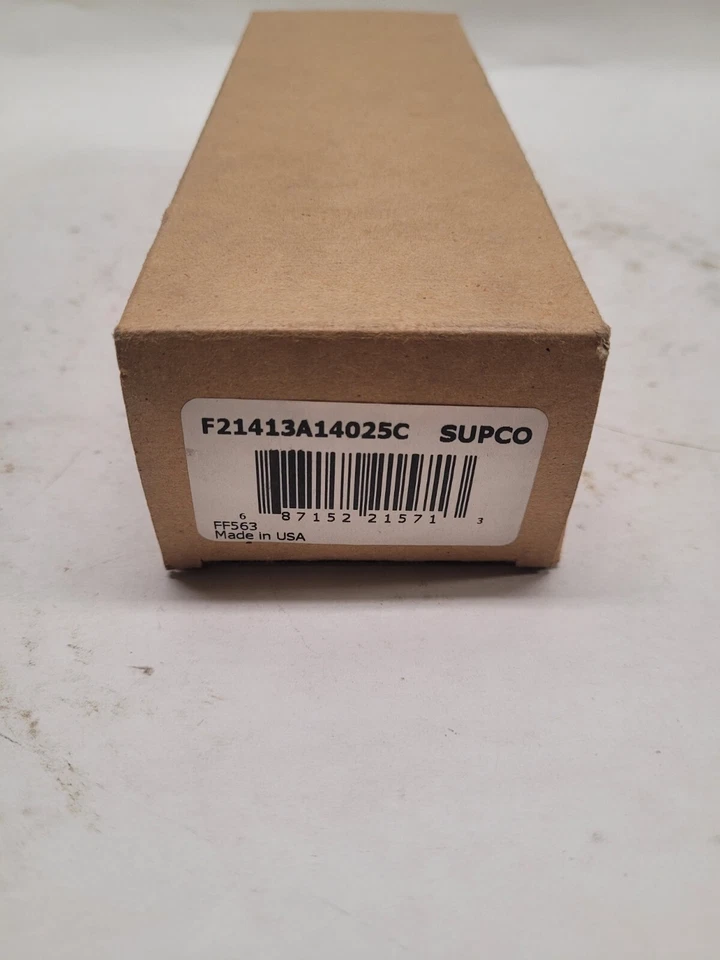 F21413A14025C SUPCO
6 87152 21571 3
FF563
Made in USA